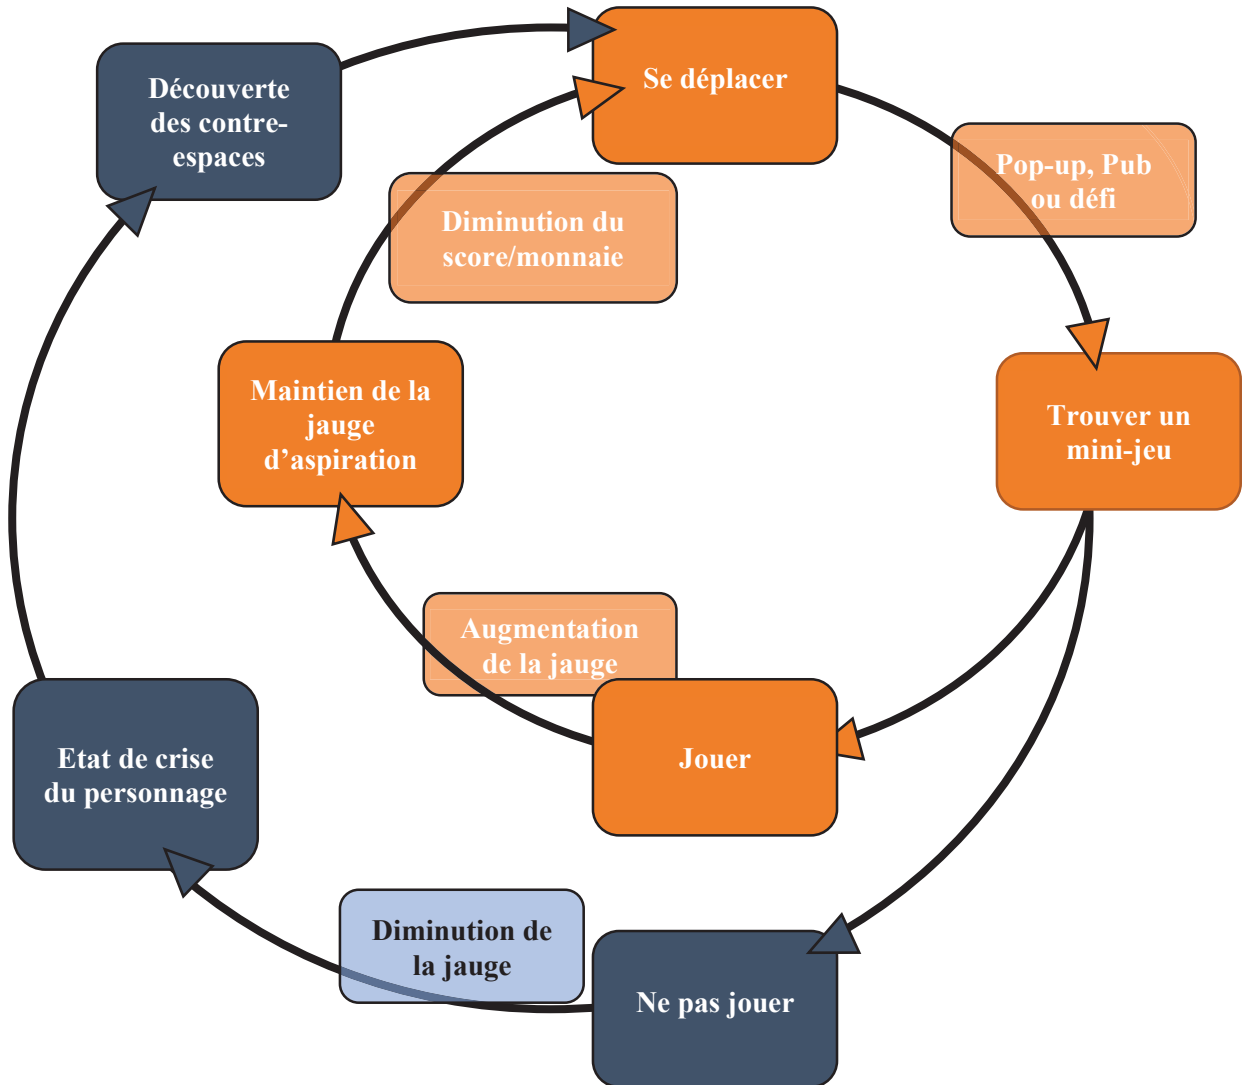 Découverte
des contre-
espaces
Se déplacer
Pop-up, Pub
ou défi
Diminution du
score/monnaie
Maintien de la
jauge
d’aspiration
Trouver un
mini-jeu
Augmentation
de la jauge
Jouer
Etat de crise
du personnage
Diminution de
la jauge
Ne pas jouer